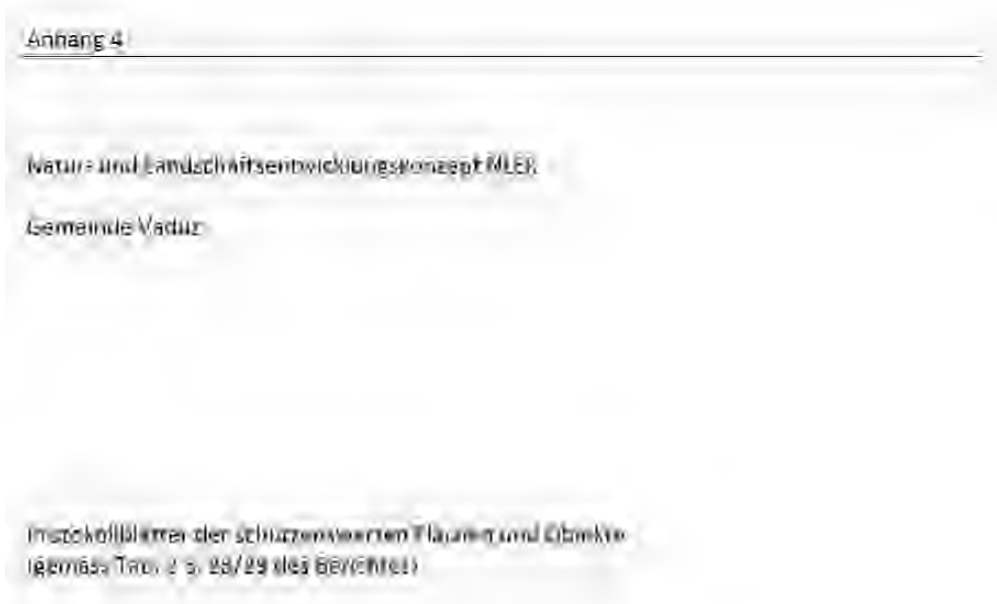 Anhang 4
Natur- und Landschaftsentwicklungskonzept NLEK
Gemeinde Vaduz
Protokollblätter der schützenswerten Flächen und Objekte
(gemäss Tab. 2 S. 28/29 des Berichtes)